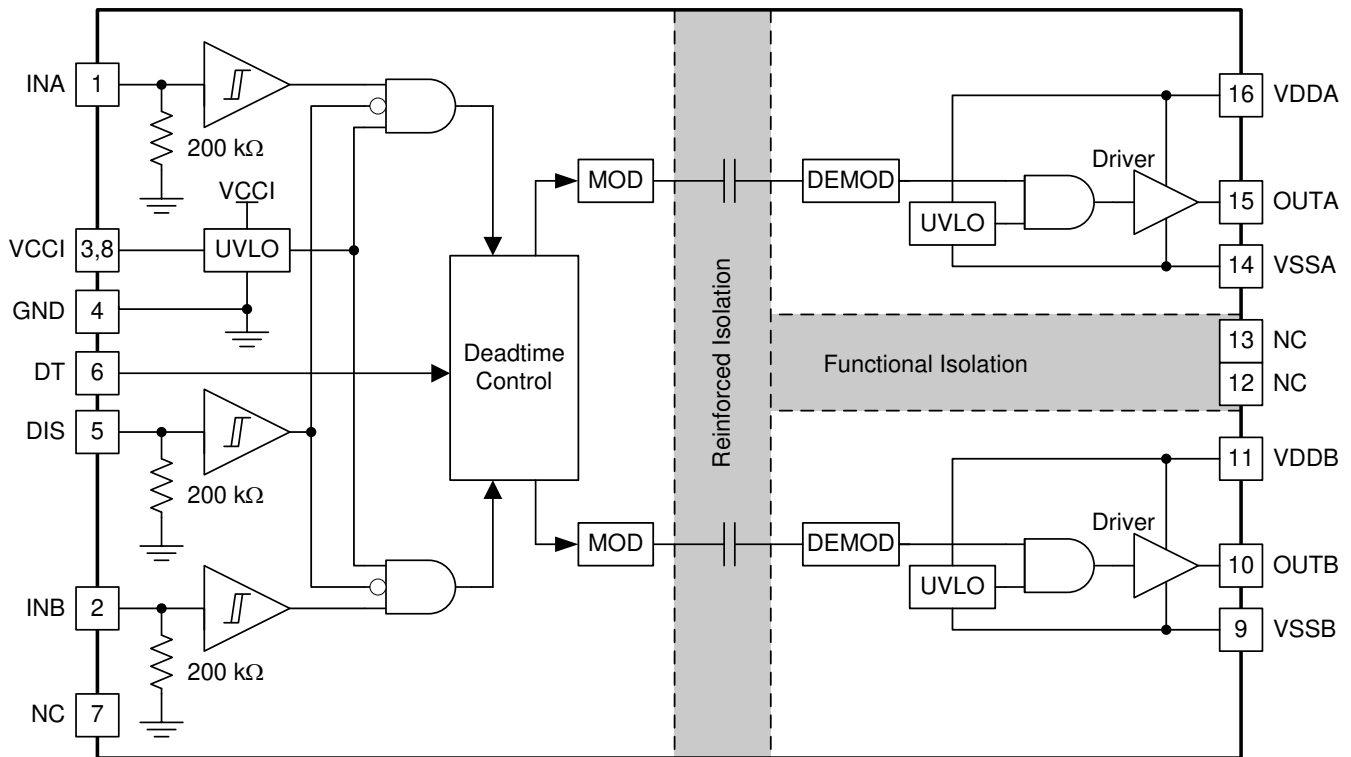 INA 1
200 kΩ
VCCI
VCCI 3,8
UVLO
GND 4
DT 6
DIS 5
200 kΩ
INB 2
200 kΩ
NC 7
Deadtime
Control
MOD
MOD
Reinforced Isolation
Functional Isolation
DEMOD
UVLO
Driver
16 VDDA
15 OUTA
14 VSSA
13 NC
12 NC
DEMOD
UVLO
Driver
11 VDDB
10 OUTB
9 VSSB